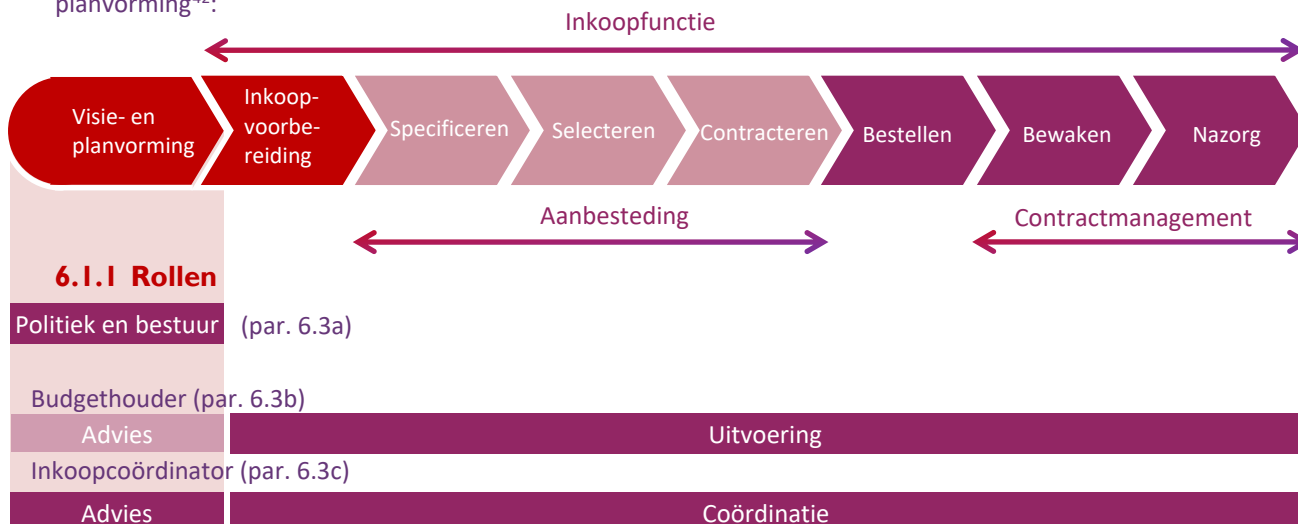 planvorming⁴²:
Inkoopfunctie
Visie- en
planvorming
Inkoop-
voorbe-
reiding
Specificeren
Selecteren
Contracteren
Bestellen
Bewaken
Nazorg
Aanbesteding
Contractmanagement
6.1.1 Rollen
Politiek en bestuur (par. 6.3a)
Budgethouder (par. 6.3b)
Advies
Uitvoering
Inkoopcoördinator (par. 6.3c)
Advies
Coördinatie